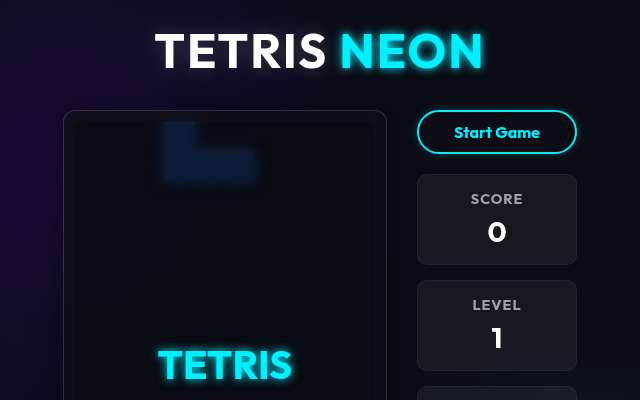 TETRIS NEON
Start Game
SCORE
0
LEVEL
1
TETRIS